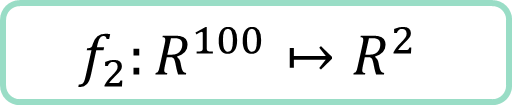 f₂: R¹⁰⁰ ↦ R²